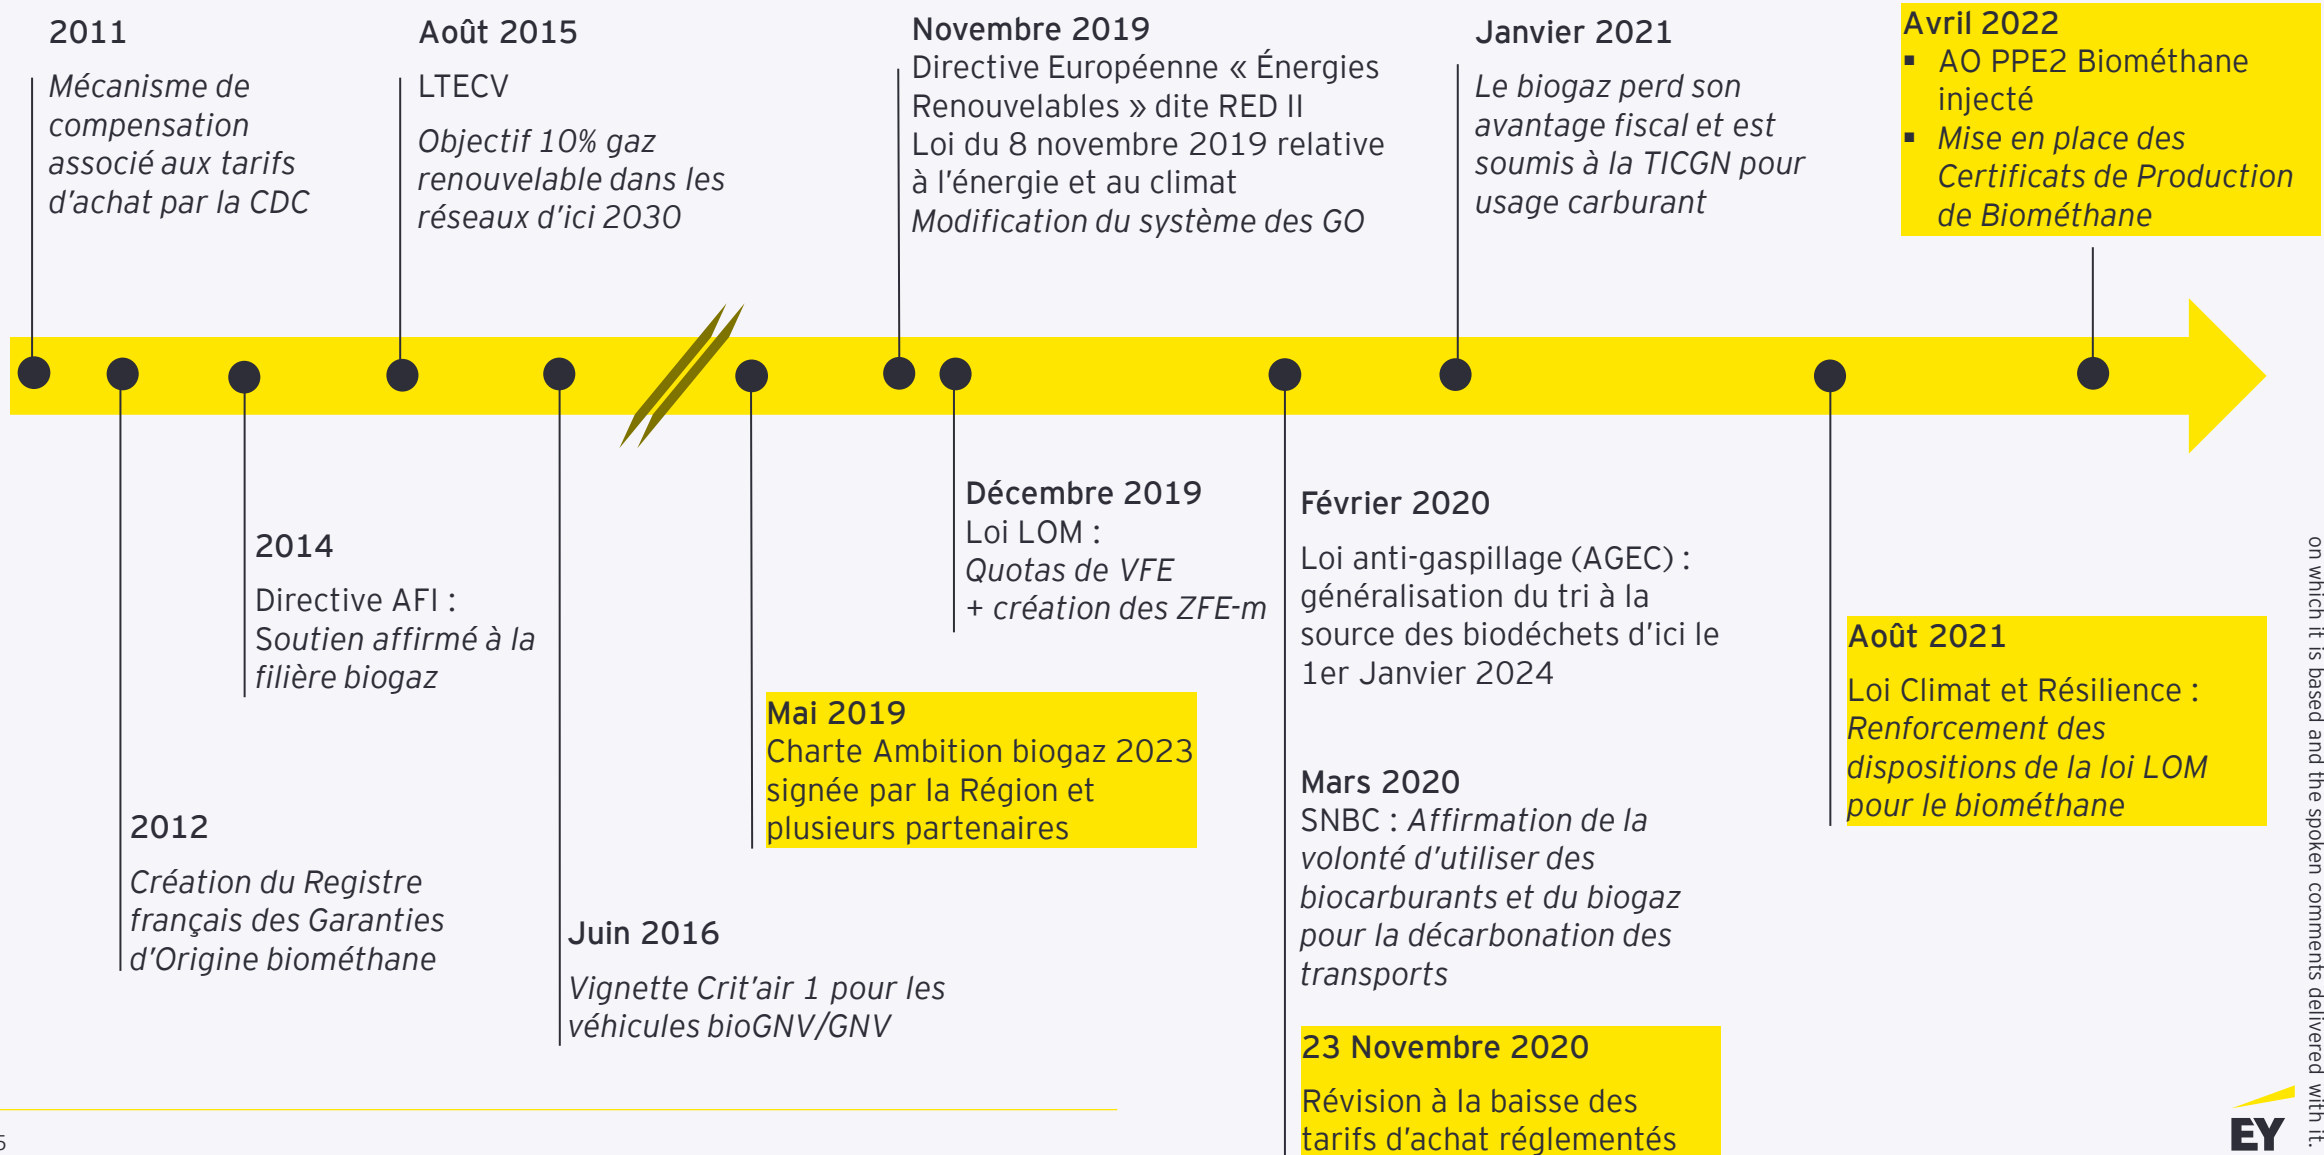 2011
Mécanisme de
compensation
associé aux tarifs
d'achat par la CDC
Août 2015
LTECV
Objectif 10% gaz
renouvelable dans les
réseaux d'ici 2030
Novembre 2019
Directive Européenne « Énergies
Renouvelables » dite RED II
Loi du 8 novembre 2019 relative
à l'énergie et au climat
Modification du système des GO
Janvier 2021
Le biogaz perd son
avantage fiscal et est
soumis à la TICGN pour
usage carburant
Avril 2022
▪ AO PPE2 Biométhane
injecté
▪ Mise en place des
Certificats de Production
de Biométhane
2012
Création du Registre
français des Garanties
d'Origine biométhane
2014
Directive AFI :
Soutien affirmé à la
filière biogaz
Juin 2016
Vignette Crit'air 1 pour les
véhicules bioGNV/GNV
Mai 2019
Charte Ambition biogaz 2023
signée par la Région et
plusieurs partenaires
Décembre 2019
Loi LOM :
Quotas de VFE
+ création des ZFE-m
Février 2020
Loi anti-gaspillage (AGEC) :
généralisation du tri à la
source des biodéchets d'ici le
1er Janvier 2024
Mars 2020
SNBC : Affirmation de la
volonté d'utiliser des
biocarburants et du biogaz
pour la décarbonation des
transports
23 Novembre 2020
Révision à la baisse des
tarifs d'achat réglementés
Août 2021
Loi Climat et Résilience :
Renforcement des
dispositions de la loi LOM
pour le biométhane
on which it is based and the spoken comments delivered with it.
5
EY